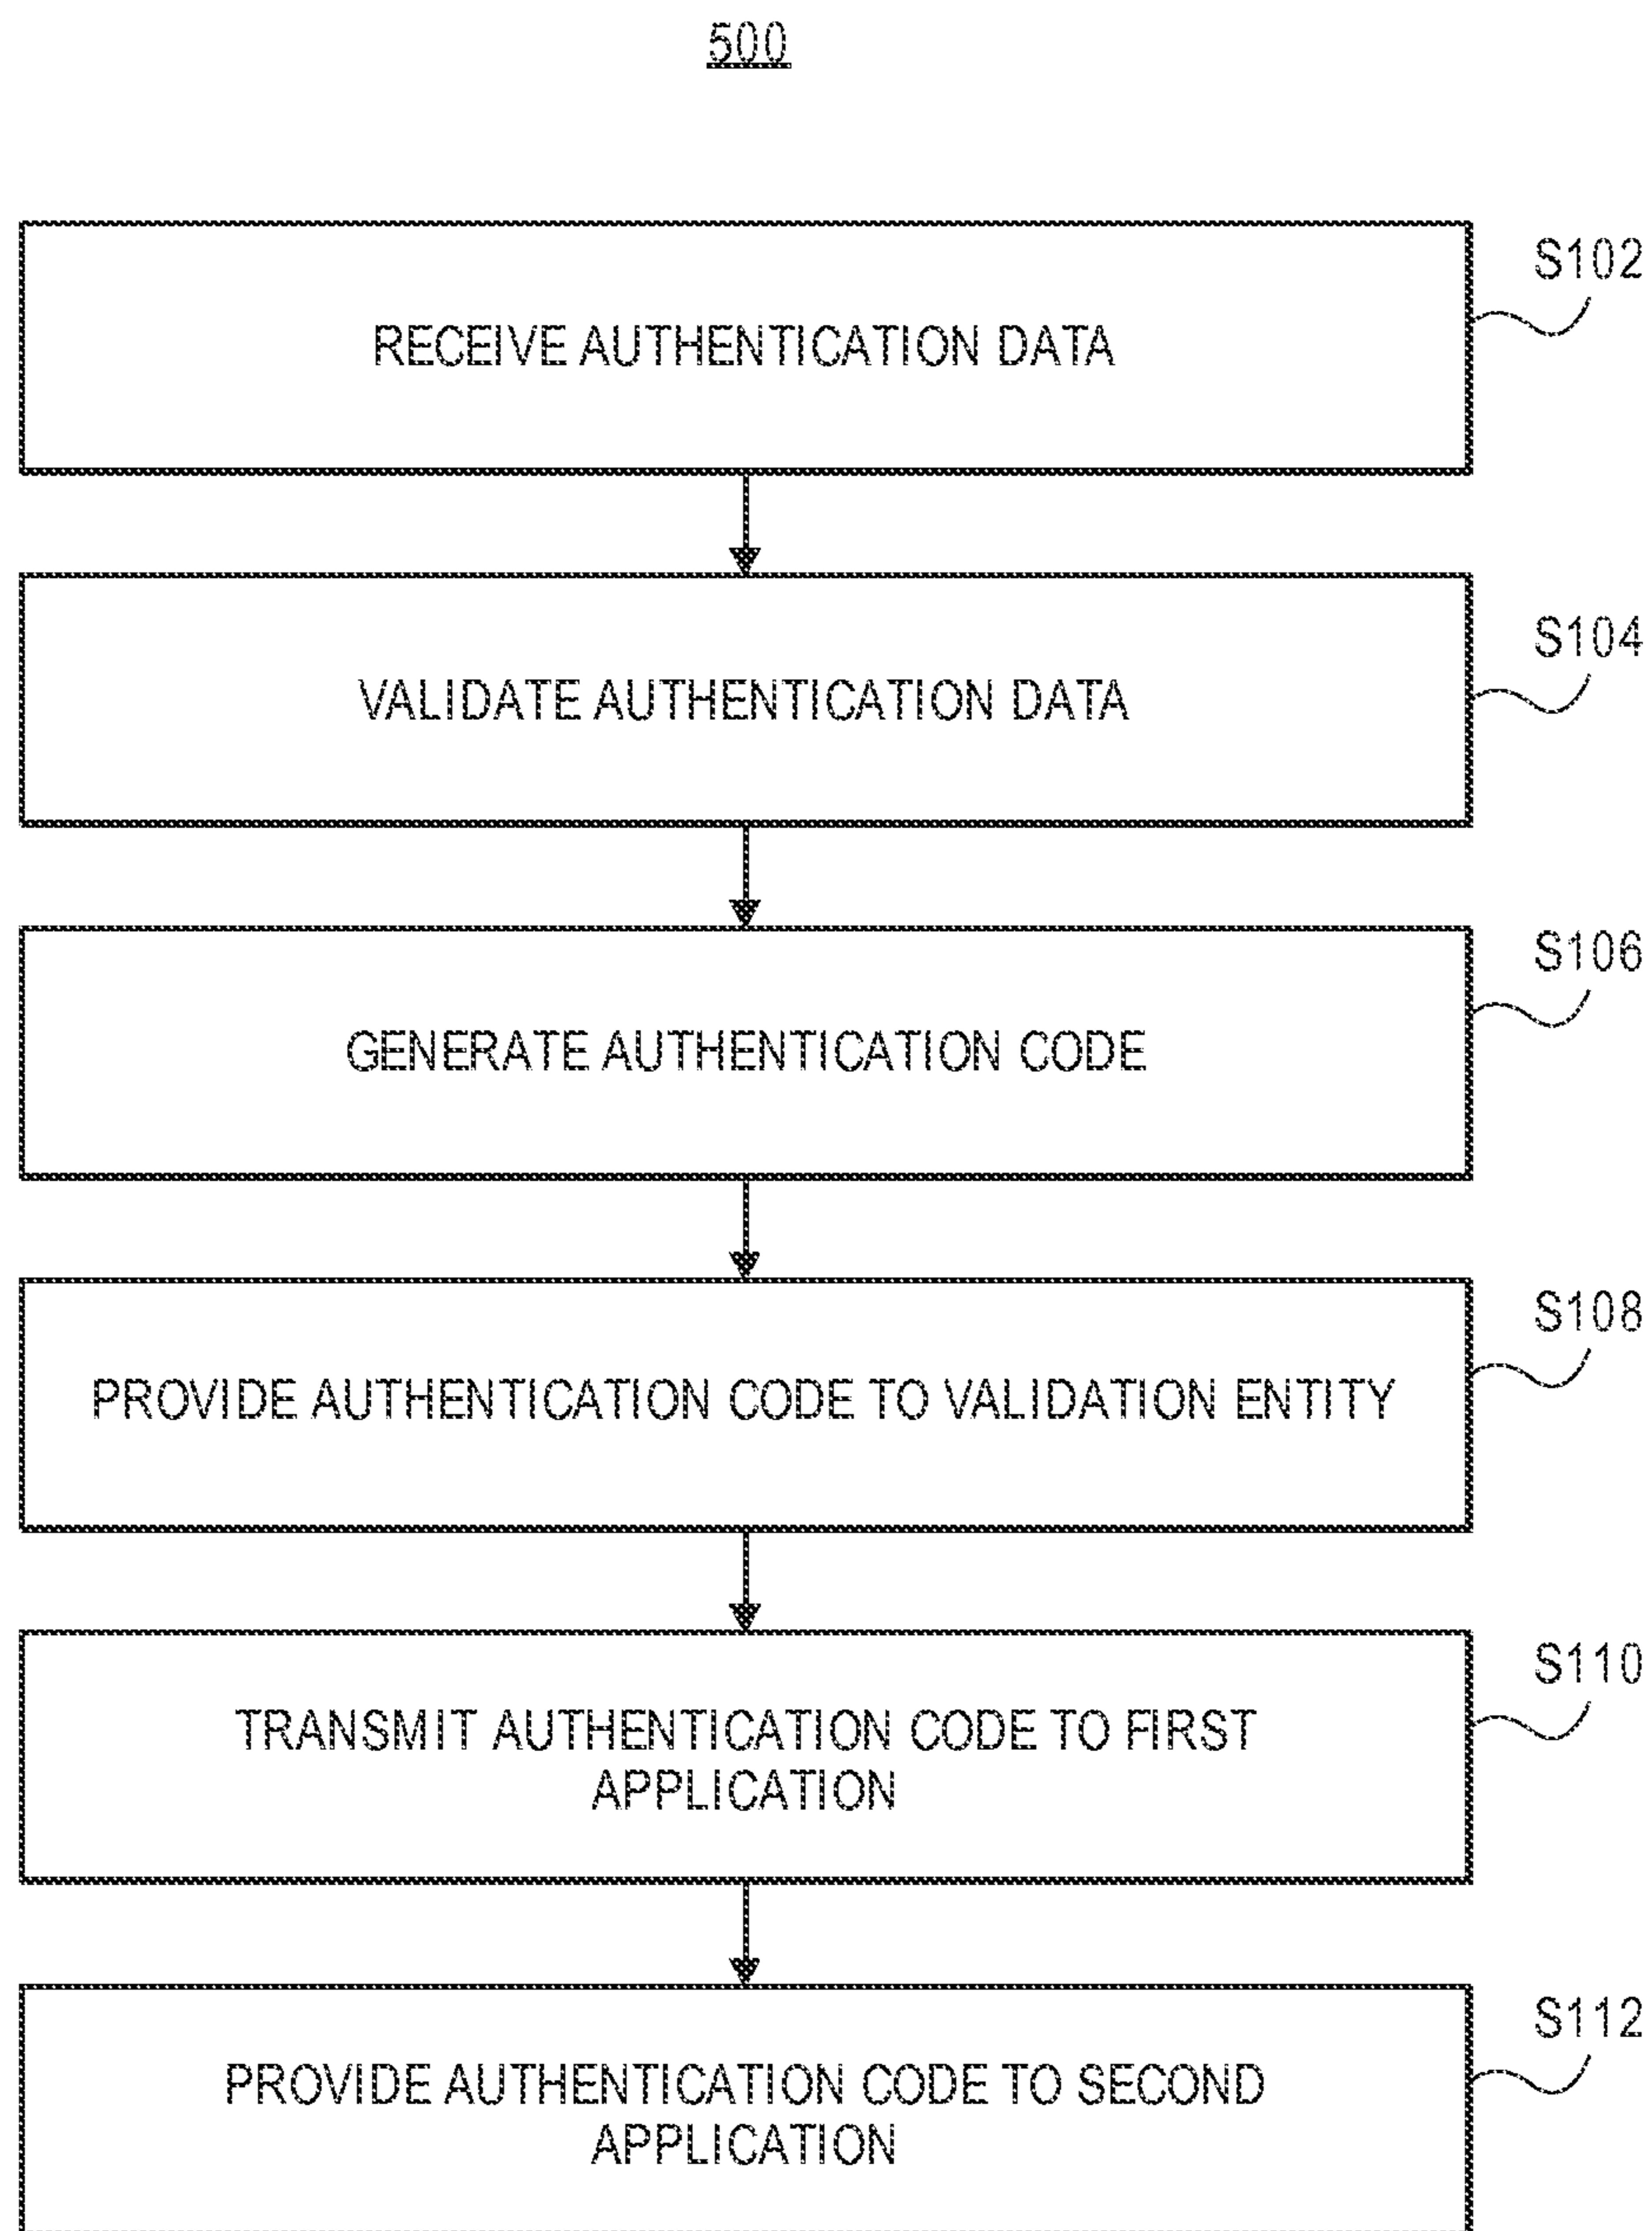 500
S102
RECEIVE AUTHENTICATION DATA
S104
VALIDATE AUTHENTICATION DATA
S106
GENERATE AUTHENTICATION CODE
S108
PROVIDE AUTHENTICATION CODE TO VALIDATION ENTITY
S110
TRANSMIT AUTHENTICATION CODE TO FIRST
APPLICATION
S112
PROVIDE AUTHENTICATION CODE TO SECOND
APPLICATION